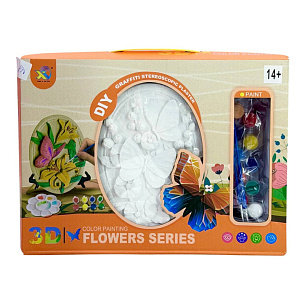 14+
DIY
GRAFFITI STEREOSCOPIC PLASTER
PAINT
3D
COLOR PAINTING
FLOWERS SERIES